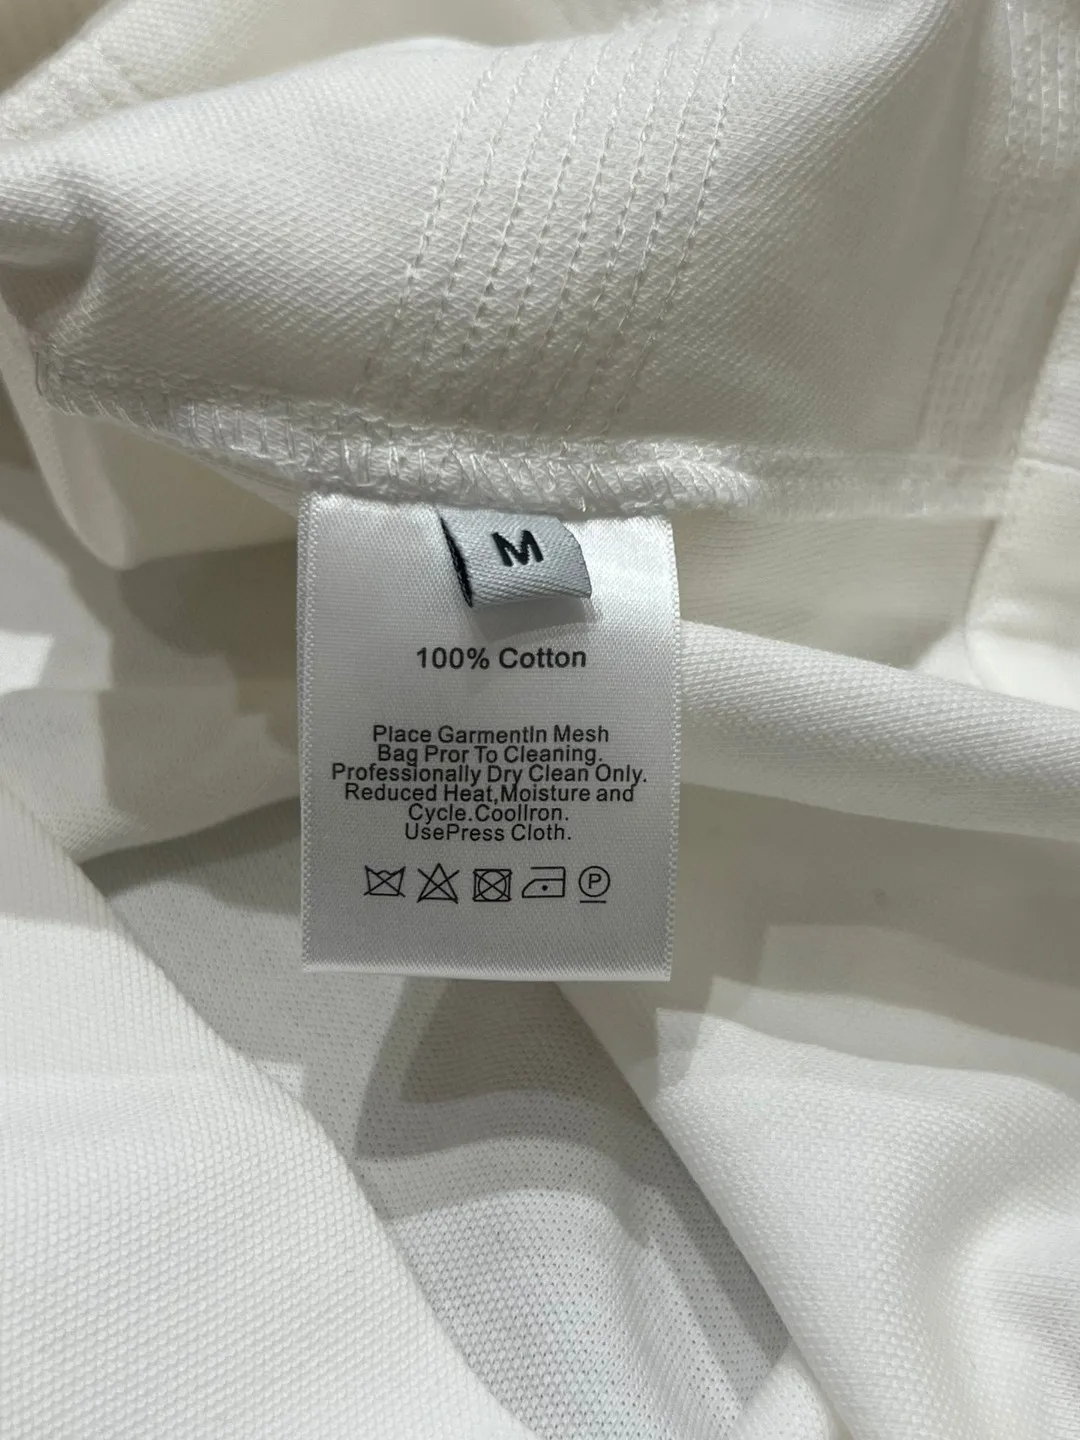 M
100% Cotton
Place GarmentIn Mesh
Bag Pror To Cleaning.
Professionally Dry Clean Only.
Reduced Heat,Moisture and
Cycle.CoolIron.
UsePress Cloth.
P